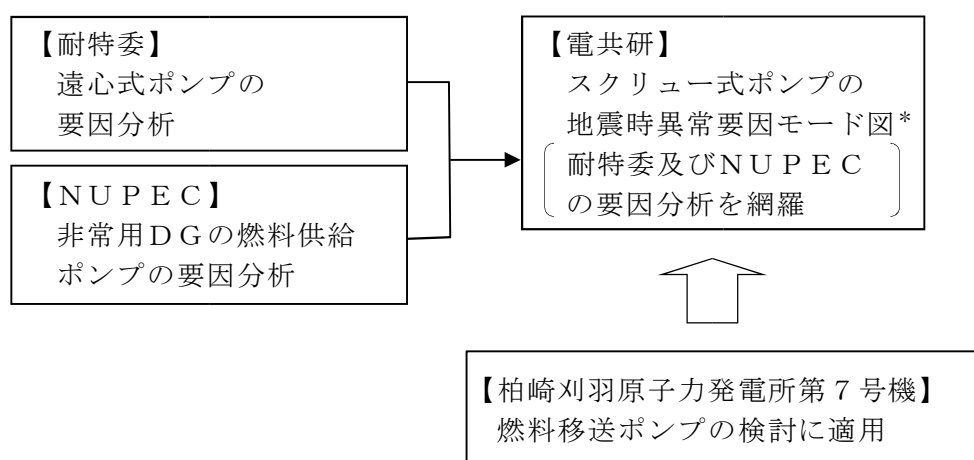 【耐特委】
遠心式ポンプの
要因分析
【ＮＵＰＥＣ】
非常用ＤＧの燃料供給
ポンプの要因分析
【電共研】
スクリュー式ポンプの
地震時異常要因モード図*
耐特委及びＮＵＰＥＣ
の要因分析を網羅
【柏崎刈羽原子力発電所第７号機】
燃料移送ポンプの検討に適用